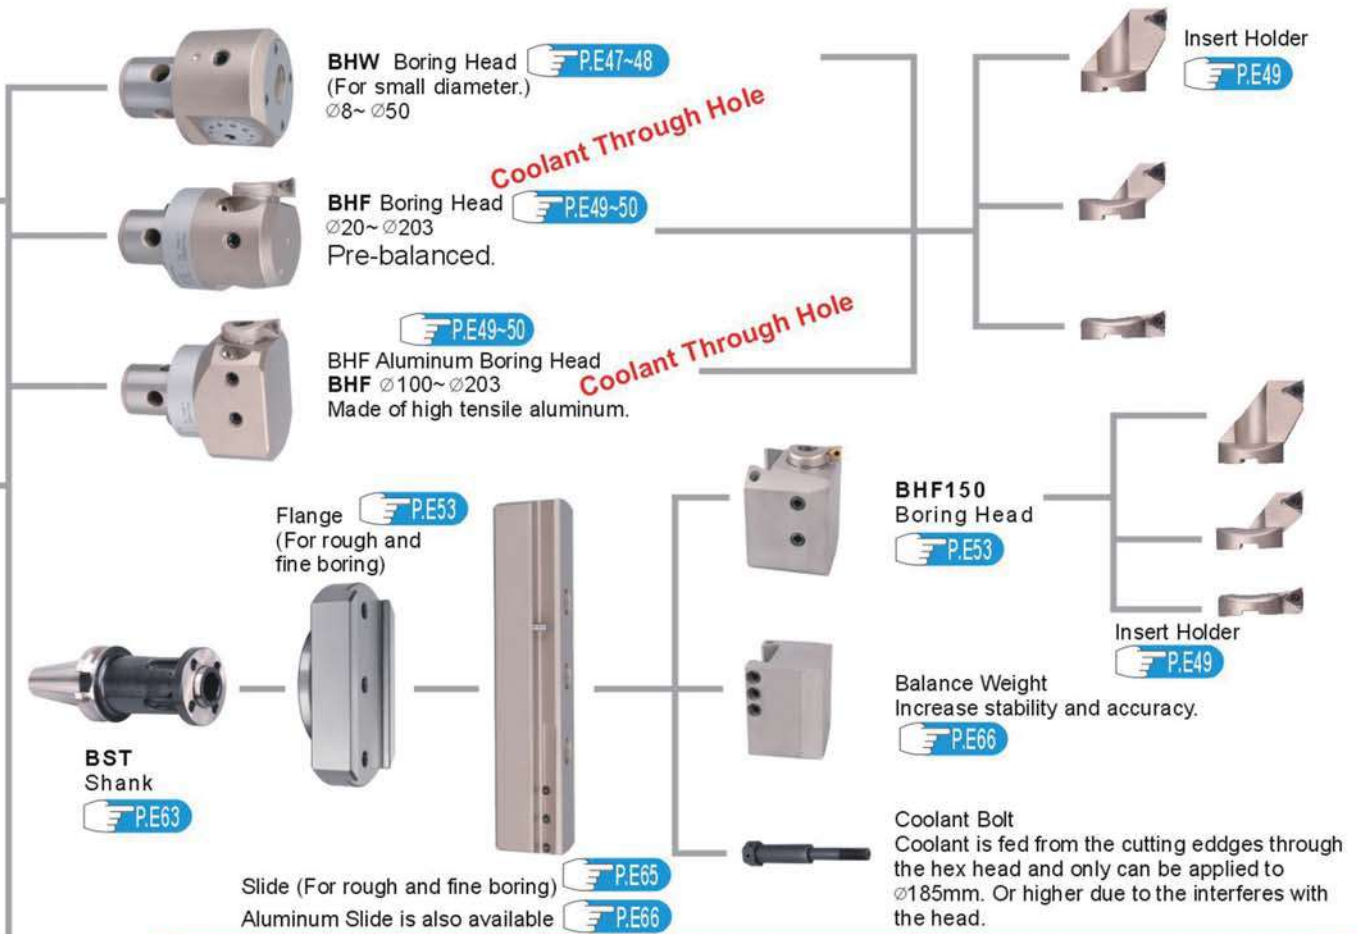 BHW Boring Head P.E47~48
(For small diameter.)
∅8~ ∅50
Coolant Through Hole
BHF Boring Head P.E49~50
∅20~ ∅203
Pre-balanced.
P.E49~50
BHF Aluminum Boring Head
BHF ∅100~ ∅203
Made of high tensile aluminum.
Coolant Through Hole
Insert Holder
P.E49
Flange P.E53
(For rough and
fine boring)
BST
Shank
P.E63
Slide (For rough and fine boring) P.E65
Aluminum Slide is also available P.E66
BHF150
Boring Head
P.E53
Insert Holder
P.E49
Balance Weight
Increase stability and accuracy.
P.E66
Coolant Bolt
Coolant is fed from the cutting eddges through
the hex head and only can be applied to
∅185mm. Or higher due to the interferes with
the head.